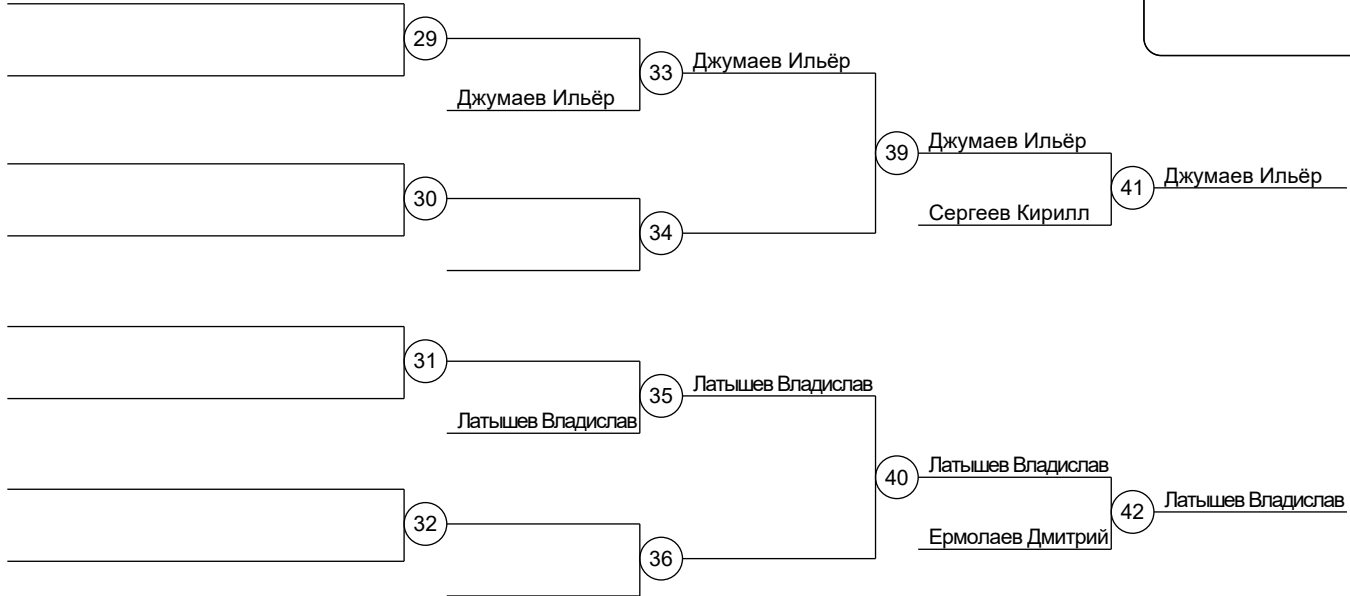 29
33
Джумаев Ильёр
Джумаев Ильёр
39
Джумаев Ильёр
30
41
Джумаев Ильёр
Сергеев Кирилл
34
31
35
Латышев Владислав
Латышев Владислав
40
Латышев Владислав
32
42
Латышев Владислав
Ермолаев Дмитрий
36